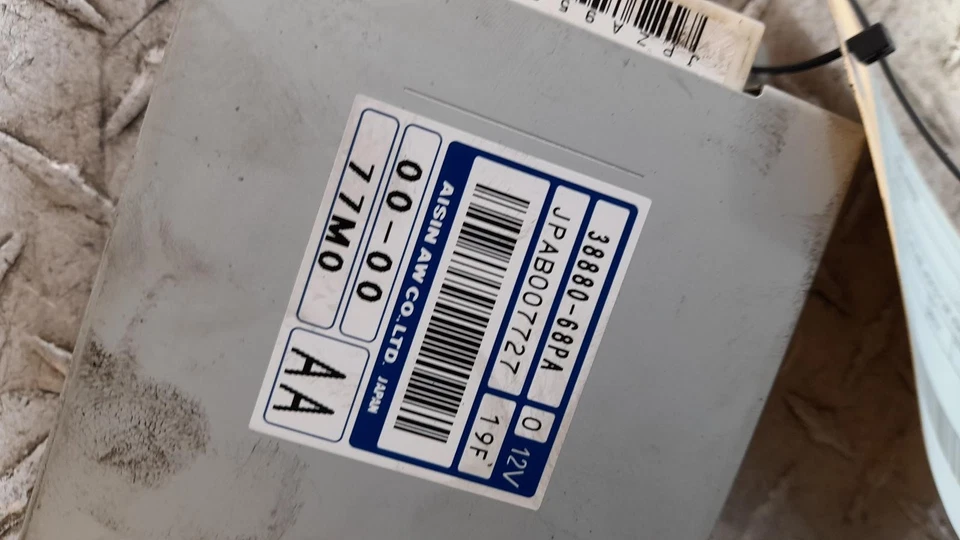 38880-68PA 0 12V
JPAB007727 19F
AISIN AW CO.,LTD. JAPAN
00-00
77M0
AA